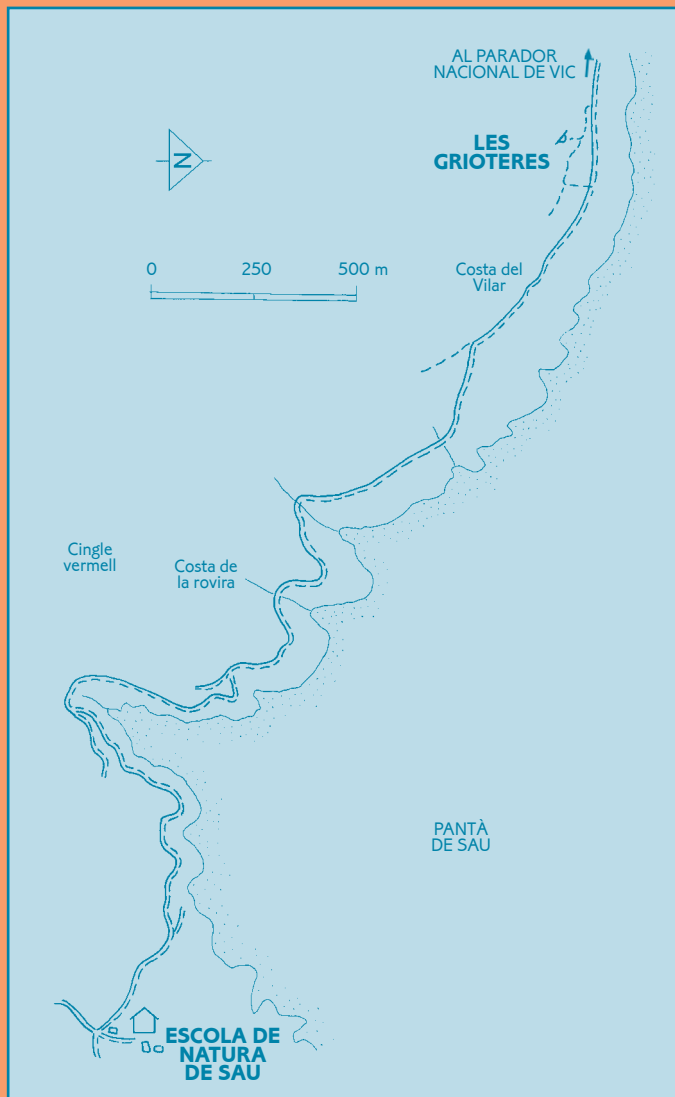 AL PARADOR
NACIONAL DE VIC
LES
GRIOTERES
N
0 250 500 m
Costa del
Vilar
Cingle
vermell
Costa de
la rovira
PANTÀ
DE SAU
ESCOLA DE
NATURA
DE SAU